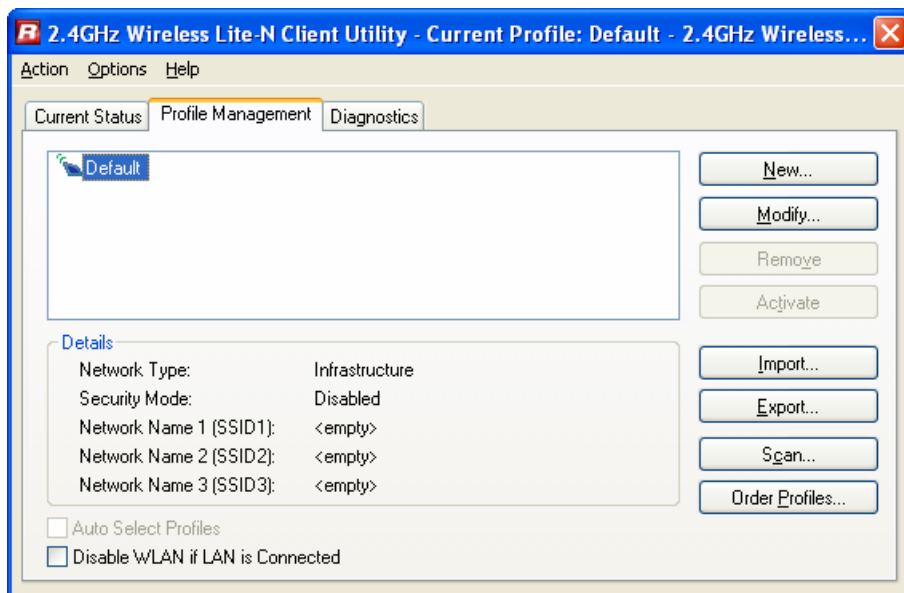 R 2.4GHz Wireless Lite-N Client Utility - Current Profile: Default - 2.4GHz Wireless...
Action Options Help
Current Status Profile Management Diagnostics
Default
New...
Modify...
Remove
Activate
Details
Network Type: Infrastructure
Security Mode: Disabled
Network Name 1 (SSID1): <empty>
Network Name 2 (SSID2): <empty>
Network Name 3 (SSID3): <empty>
Import...
Export...
Scan...
Order Profiles...
Auto Select Profiles
Disable WLAN if LAN is Connected